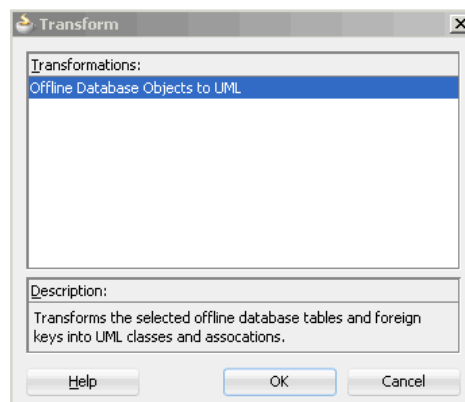 Transform
Transformations:
Offline Database Objects to UML
Description:
Transforms the selected offline database tables and foreign
keys into UML classes and assocations.
Help
OK
Cancel